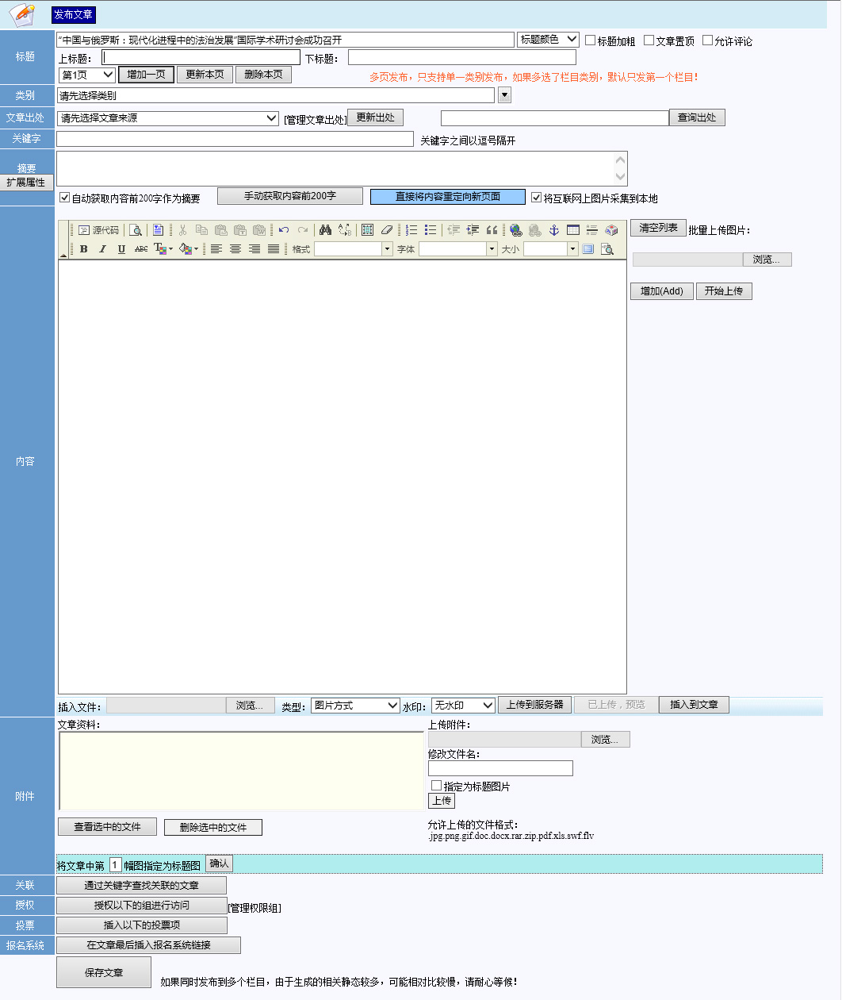 发布文章
标题
“中国与俄罗斯：现代化进程中的法治发展”国际学术研讨会成功召开 标题颜色 标题加粗 文章置顶 允许评论
上标题： 下标题：
第1页 增加一页 更新本页 删除本页 多页发布，只支持单一类别发布，如果多选了栏目类别，默认只发第一个栏目！
类别 请先选择类别
文章出处 请先选择文章来源 [管理文章出处] 更新出处 查询出处
关键字 关键字之间以逗号隔开
摘要
扩展属性
自动获取内容前200字作为摘要 手动获取内容前200字 直接将内容重定向新页面 将互联网上图片采集到本地
源代码 清空列表 批量上传图片：
B I U ABC 格式 字体 大小
浏览...
增加(Add) 开始上传
内容
插入文件： 浏览... 类型： 图片方式 水印： 无水印 上传到服务器 已上传，预览 插入到文章
文章资料： 上传附件：
浏览...
修改文件名：
指定为标题图片
附件
上传
查看选中的文件 删除选中的文件 允许上传的文件格式：
.jpg.png.gif.doc.docx.rar.zip.pdf.xls.swf.flv
将文章中第 1 幅图指定为标题图 确认
关联 通过关键字查找关联的文章
授权 授权以下的组进行访问 [管理权限组]
投票 插入以下的投票项
报名系统 在文章最后插入报名系统链接
保存文章 如果同时发布到多个栏目，由于生成的相关静态较多，可能相对比较慢，请耐心等候！